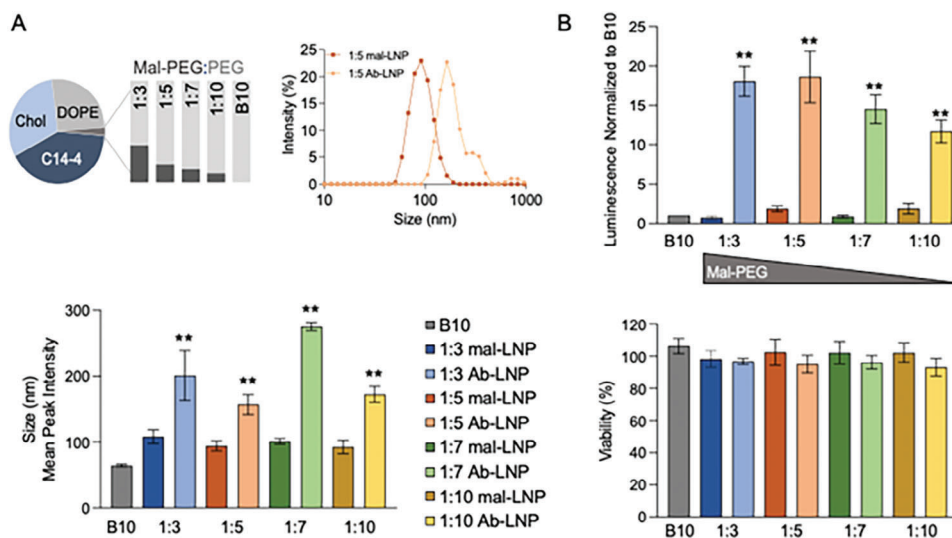 A
Mal-PEG:PEG
Chol
DOPE
C14-4
1:3
1:5
1:7
1:10
B10
1:5 mal-LNP
1:5 Ab-LNP
Intensity (%)
25
20
15
10
5
0
10
100
1000
Size (nm)
B
Luminescence Normalized to B10
25
20
15
10
5
0
**
**
**
**
B10
1:3
1:5
1:7
1:10
Mal-PEG
Size (nm)
Mean Peak Intensity
300
200
100
0
**
**
**
**
B10
1:3
1:5
1:7
1:10
B10
1:3 mal-LNP
1:3 Ab-LNP
1:5 mal-LNP
1:5 Ab-LNP
1:7 mal-LNP
1:7 Ab-LNP
1:10 mal-LNP
1:10 Ab-LNP
Viability (%)
120
100
80
60
40
20
0
B10
1:3
1:5
1:7
1:10